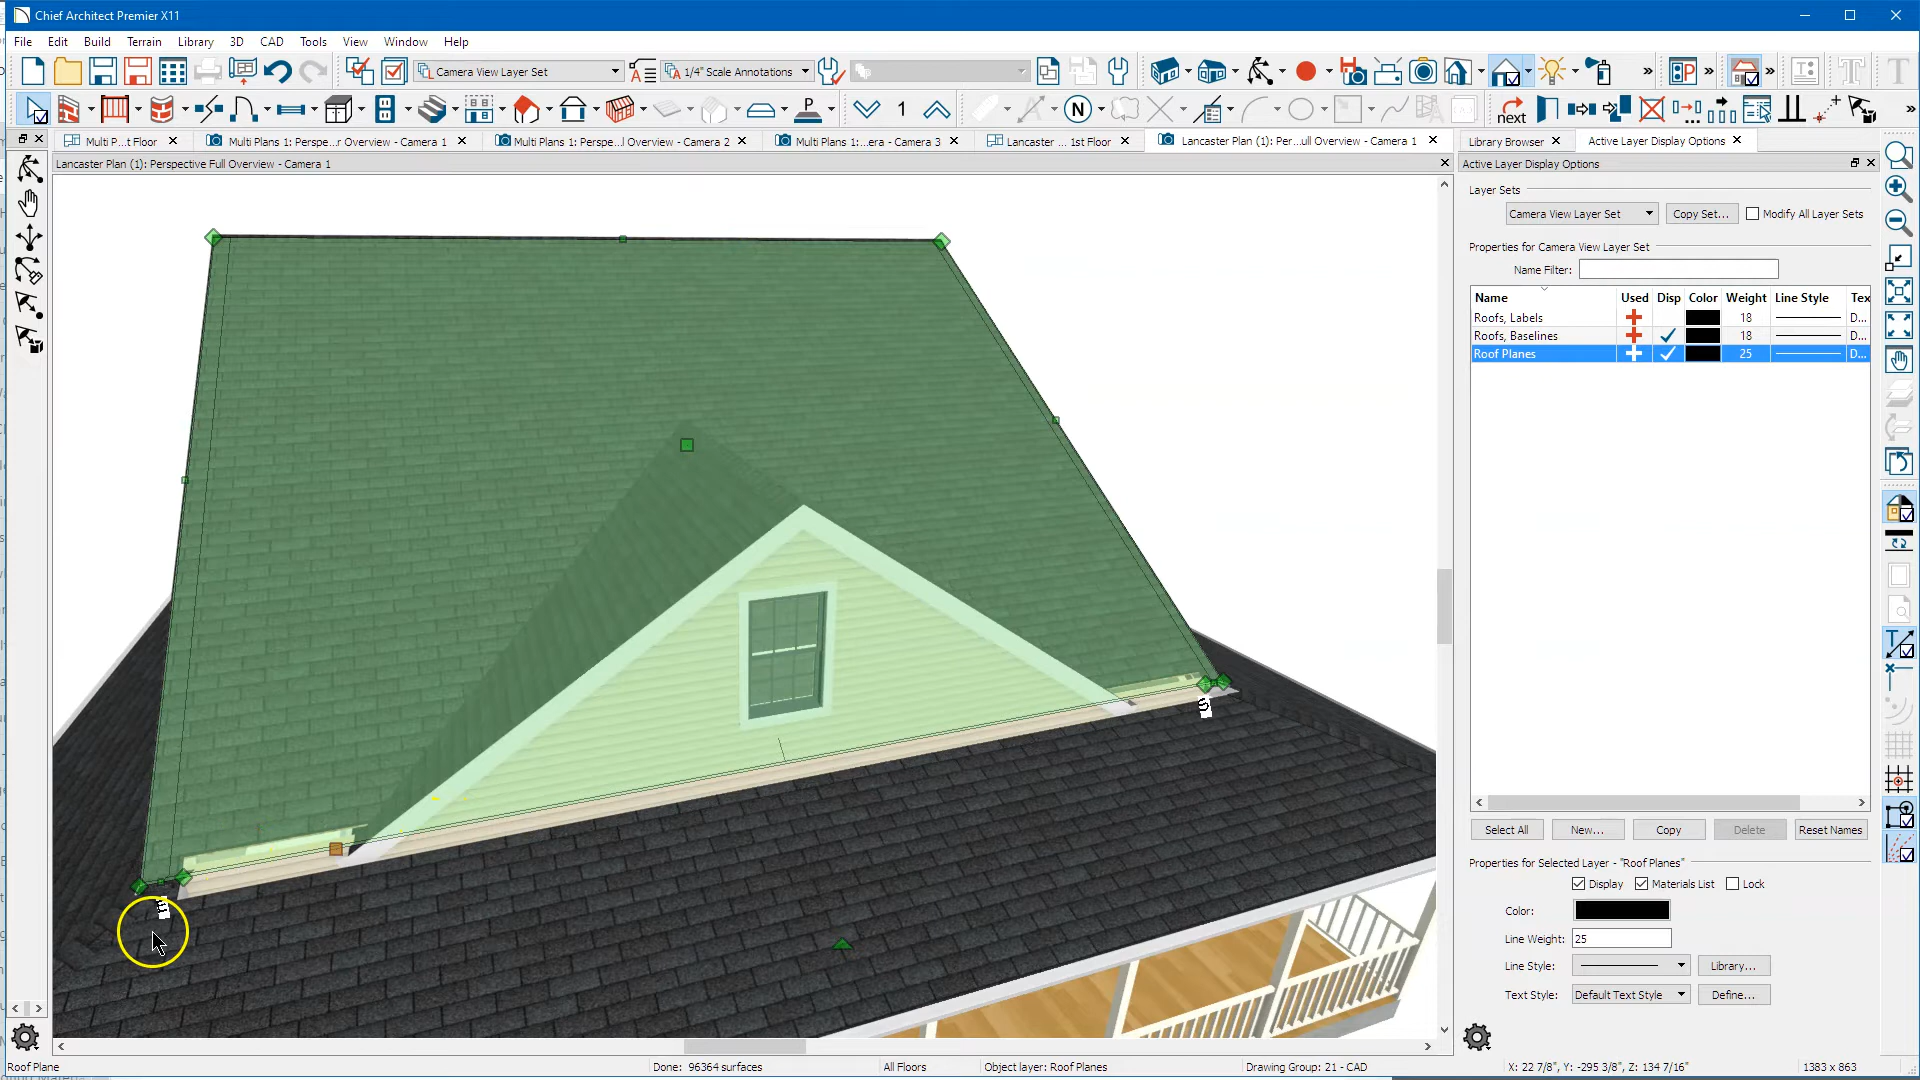 Chief Architect Premier X11
File Edit Build Terrain Library 3D CAD Tools View Window Help
Camera View Layer Set
1/4" Scale Annotations
1
N
P
next
Multi P...t Floor
Multi Plans 1: Perspe...r Overview - Camera 1
Multi Plans 1: Perspe...l Overview - Camera 2
Multi Plans 1:...era - Camera 3
Lancaster ... 1st Floor
Lancaster Plan (1): Per...ull Overview - Camera 1
Library Browser
Active Layer Display Options
Lancaster Plan (1): Perspective Full Overview - Camera 1
Active Layer Display Options
Layer Sets
Camera View Layer Set
Copy Set...
Modify All Layer Sets
Properties for Camera View Layer Set
Name Filter:
Name Used Disp Color Weight Line Style Tex
Roofs, Labels 18 D...
Roofs, Baselines 18 D...
Roof Planes 25 D...
Select All New... Copy Delete Reset Names
Properties for Selected Layer - "Roof Planes"
Display Materials List Lock
Color:
Line Weight: 25
Line Style: Library...
Text Style: Default Text Style Define...
Roof Plane
Done: 96364 surfaces
All Floors
Object layer: Roof Planes
Drawing Group: 21 - CAD
X: 22 7/8", Y: -295 3/8", Z: 134 7/16"
1383 x 863